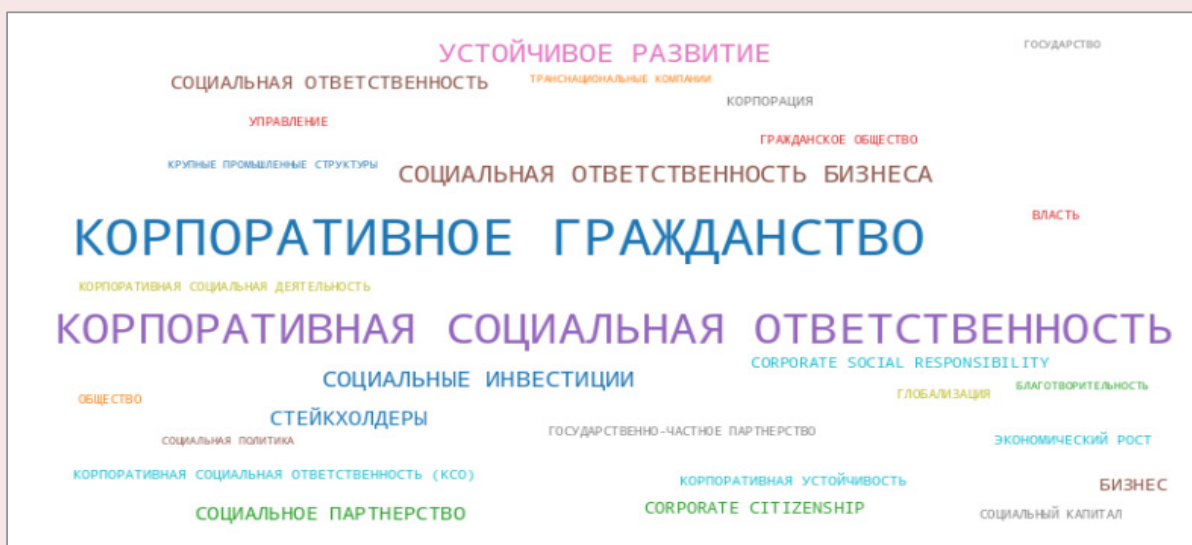 ГОСУДАРСТВО
УСТОЙЧИВОЕ РАЗВИТИЕ
СОЦИАЛЬНАЯ ОТВЕТСТВЕННОСТЬ
ТРАНСНАЦИОНАЛЬНЫЕ КОМПАНИИ
КОРПОРАЦИЯ
УПРАВЛЕНИЕ
ГРАЖДАНСКОЕ ОБЩЕСТВО
КРУПНЫЕ ПРОМЫШЛЕННЫЕ СТРУКТУРЫ
СОЦИАЛЬНАЯ ОТВЕТСТВЕННОСТЬ БИЗНЕСА
ВЛАСТЬ
КОРПОРАТИВНОЕ ГРАЖДАНСТВО
КОРПОРАТИВНАЯ СОЦИАЛЬНАЯ ДЕЯТЕЛЬНОСТЬ
КОРПОРАТИВНАЯ СОЦИАЛЬНАЯ ОТВЕТСТВЕННОСТЬ
CORPORATE SOCIAL RESPONSIBILITY
СОЦИАЛЬНЫЕ ИНВЕСТИЦИИ
БЛАГОТВОРИТЕЛЬНОСТЬ
ГЛОБАЛИЗАЦИЯ
ОБЩЕСТВО
СТЕЙКХОЛДЕРЫ
ГОСУДАРСТВЕННО-ЧАСТНОЕ ПАРТНЕРСТВО
СОЦИАЛЬНАЯ ПОЛИТИКА
ЭКОНОМИЧЕСКИЙ РОСТ
КОРПОРАТИВНАЯ СОЦИАЛЬНАЯ ОТВЕТСТВЕННОСТЬ (КСО)
КОРПОРАТИВНАЯ УСТОЙЧИВОСТЬ
БИЗНЕС
CORPORATE CITIZENSHIP
СОЦИАЛЬНОЕ ПАРТНЕРСТВО
СОЦИАЛЬНЫЙ КАПИТАЛ